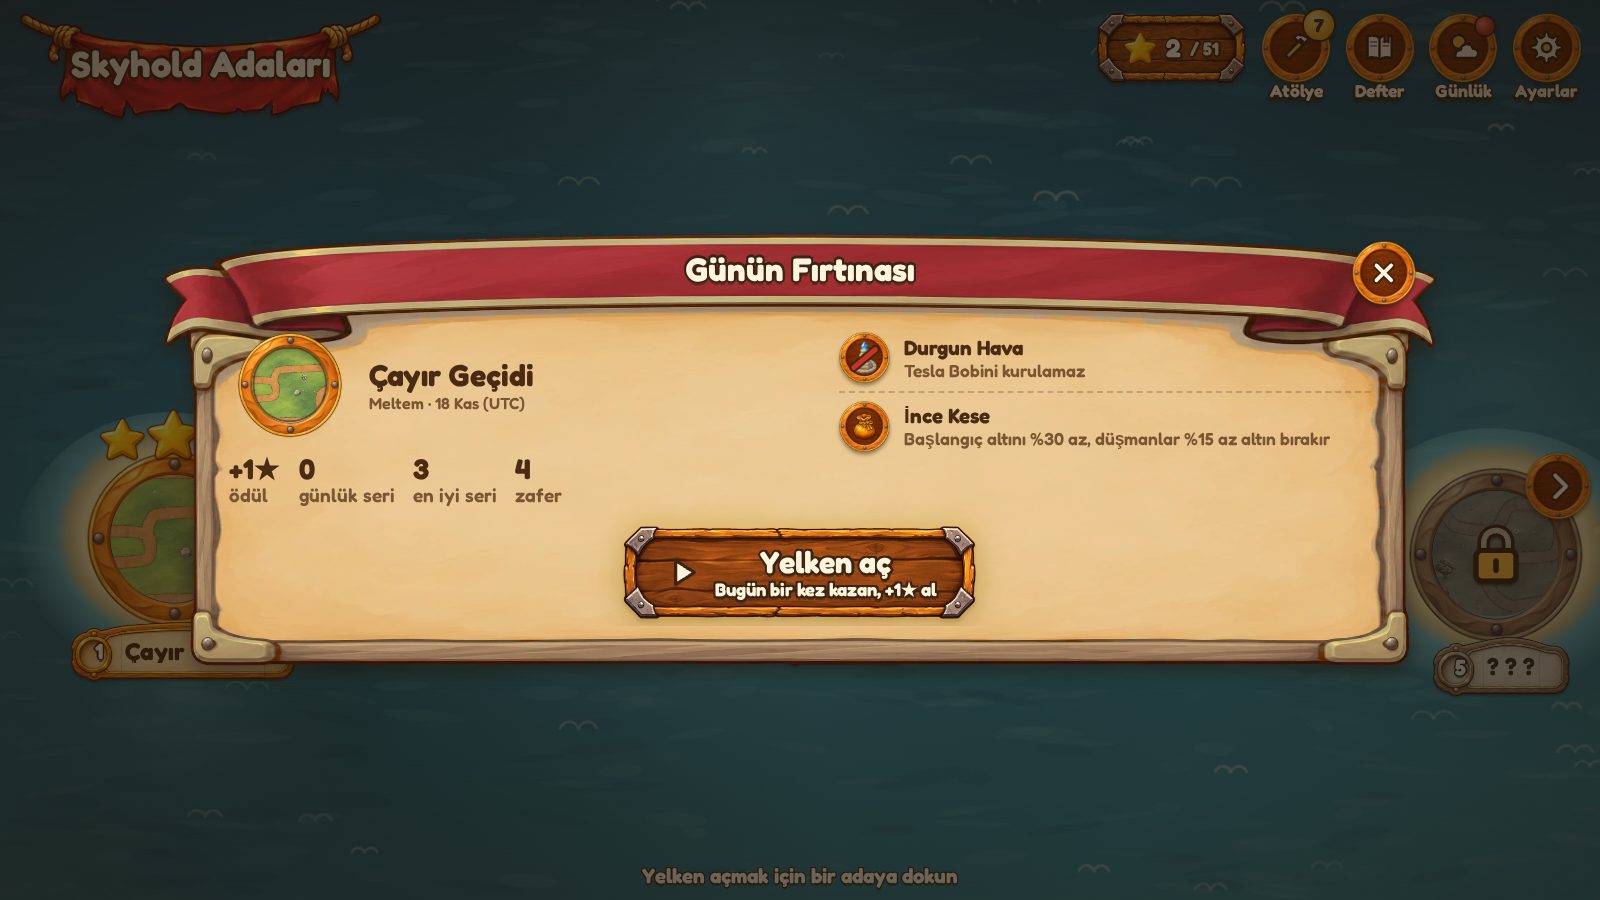 Skyhold Adaları
2 / 51
7
Atölye
Defter
Günlük
Ayarlar
Günün Fırtınası
Çayır Geçidi
Meltem · 18 Kas (UTC)
+1★
ödül
0
günlük seri
3
en iyi seri
4
zafer
Durgun Hava
Tesla Bobini kurulamaz
İnce Kese
Başlangıç altını %30 az, düşmanlar %15 az altın bırakır
Yelken aç
Bugün bir kez kazan, +1★ al
1 Çayır
5 ? ? ?
Yelken açmak için bir adaya dokun